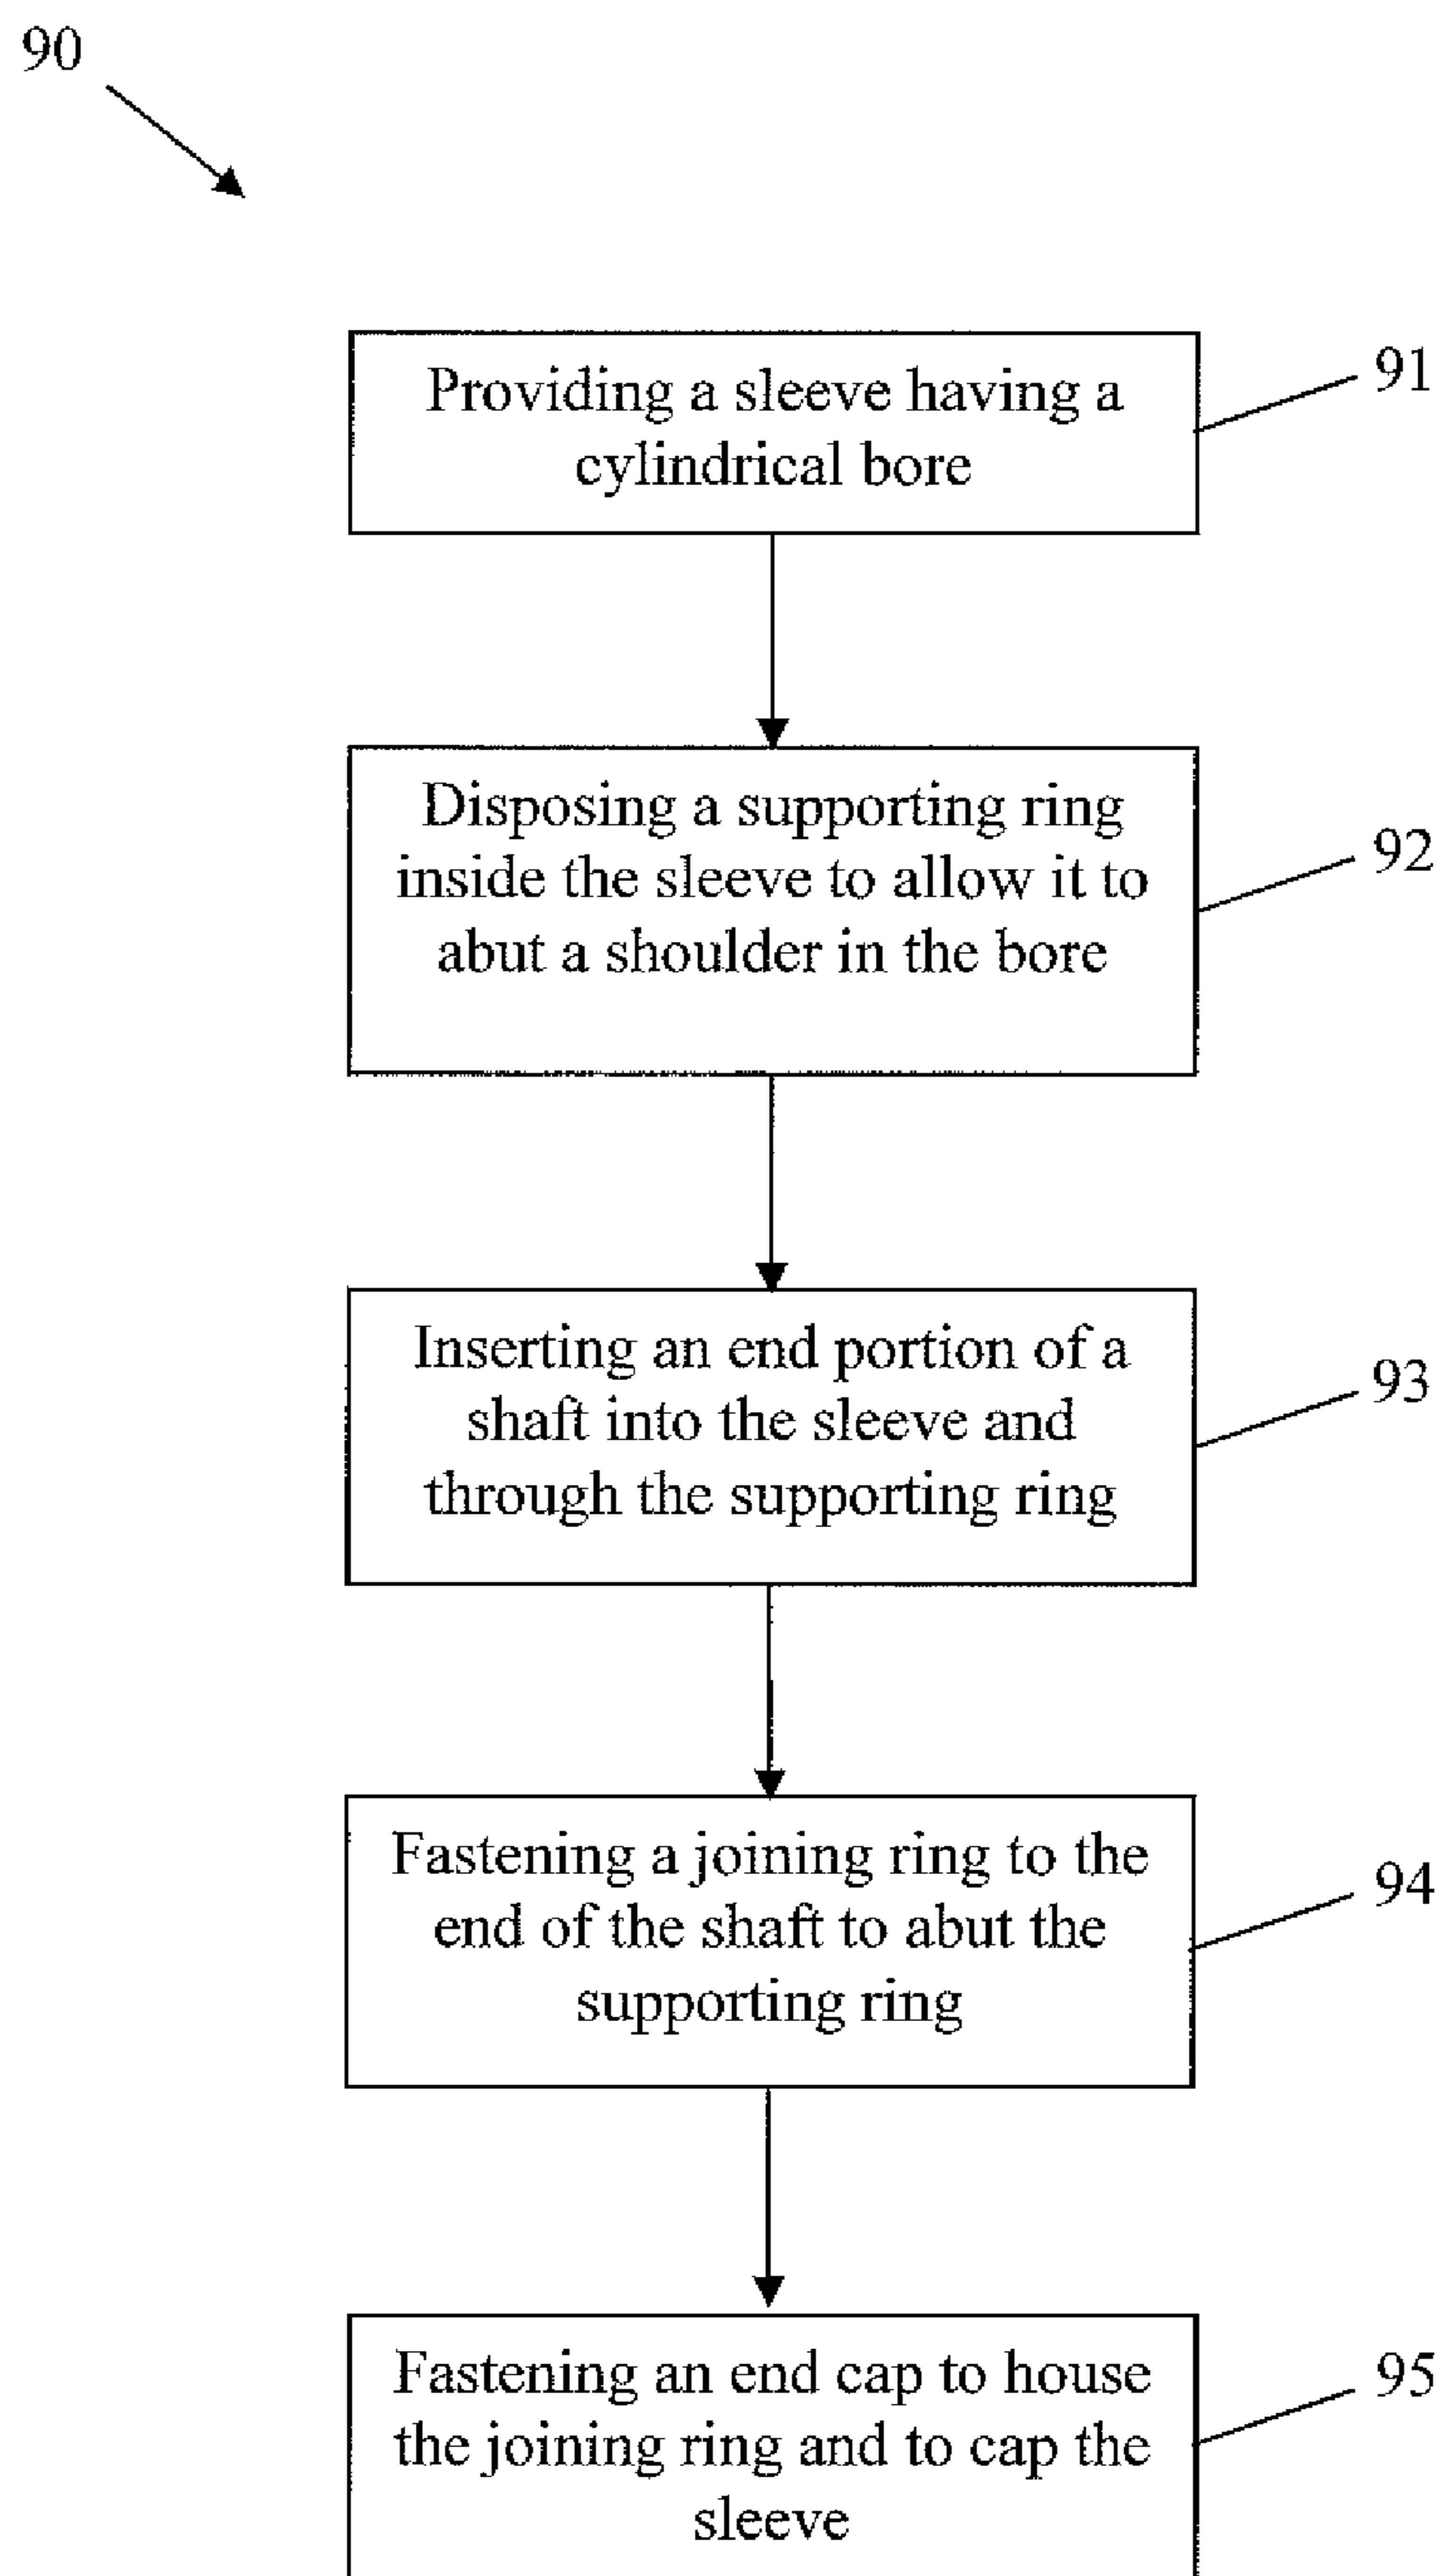 90
Providing a sleeve having a
cylindrical bore
91
Disposing a supporting ring
inside the sleeve to allow it to
abut a shoulder in the bore
92
Inserting an end portion of a
shaft into the sleeve and
through the supporting ring
93
Fastening a joining ring to the
end of the shaft to abut the
supporting ring
94
Fastening an end cap to house
the joining ring and to cap the
sleeve
95